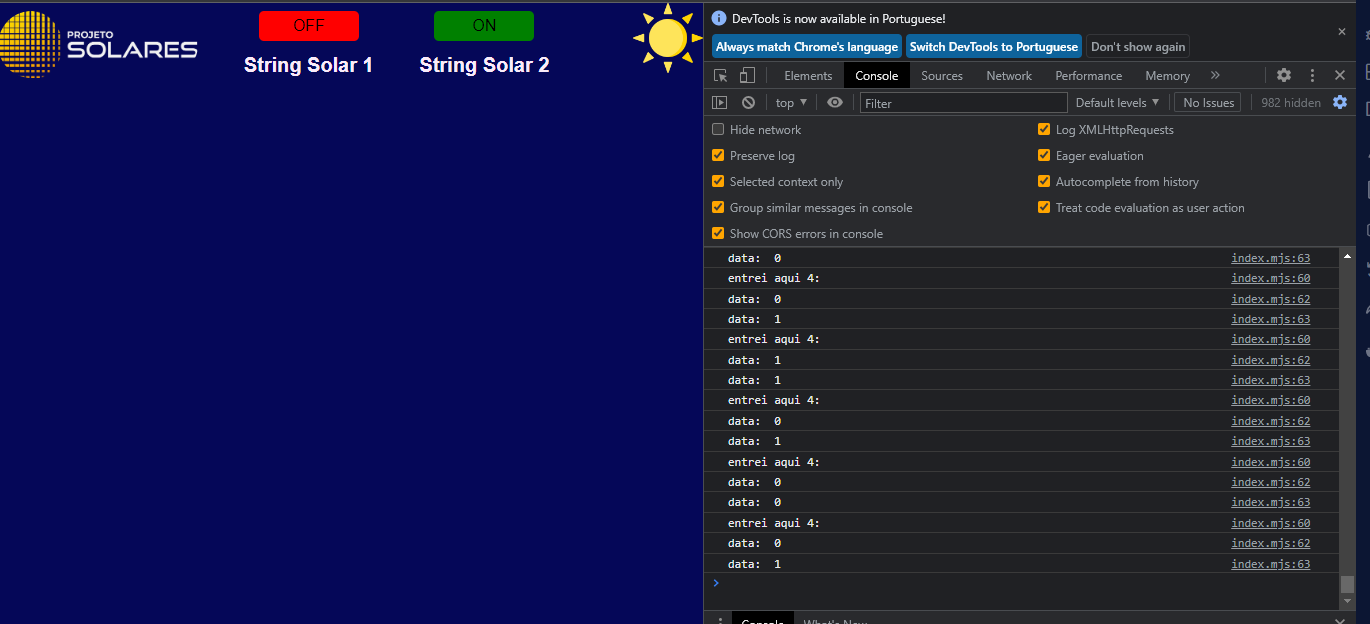 PROJETO
SOLARES
OFF
ON
String Solar 1
String Solar 2
DevTools is now available in Portuguese!
Always match Chrome's language
Switch DevTools to Portuguese
Don't show again
Elements Console Sources Network Performance Memory
top
Filter
Default levels
No Issues
982 hidden
Hide network
Log XMLHttpRequests
Preserve log
Eager evaluation
Selected context only
Autocomplete from history
Group similar messages in console
Treat code evaluation as user action
Show CORS errors in console
data: 0 index.mjs:63
entrei aqui 4: index.mjs:60
data: 0 index.mjs:62
data: 1 index.mjs:63
entrei aqui 4: index.mjs:60
data: 1 index.mjs:62
data: 1 index.mjs:63
entrei aqui 4: index.mjs:60
data: 0 index.mjs:62
data: 1 index.mjs:63
entrei aqui 4: index.mjs:60
data: 0 index.mjs:62
data: 0 index.mjs:63
entrei aqui 4: index.mjs:60
data: 0 index.mjs:62
data: 1 index.mjs:63
Console What's New